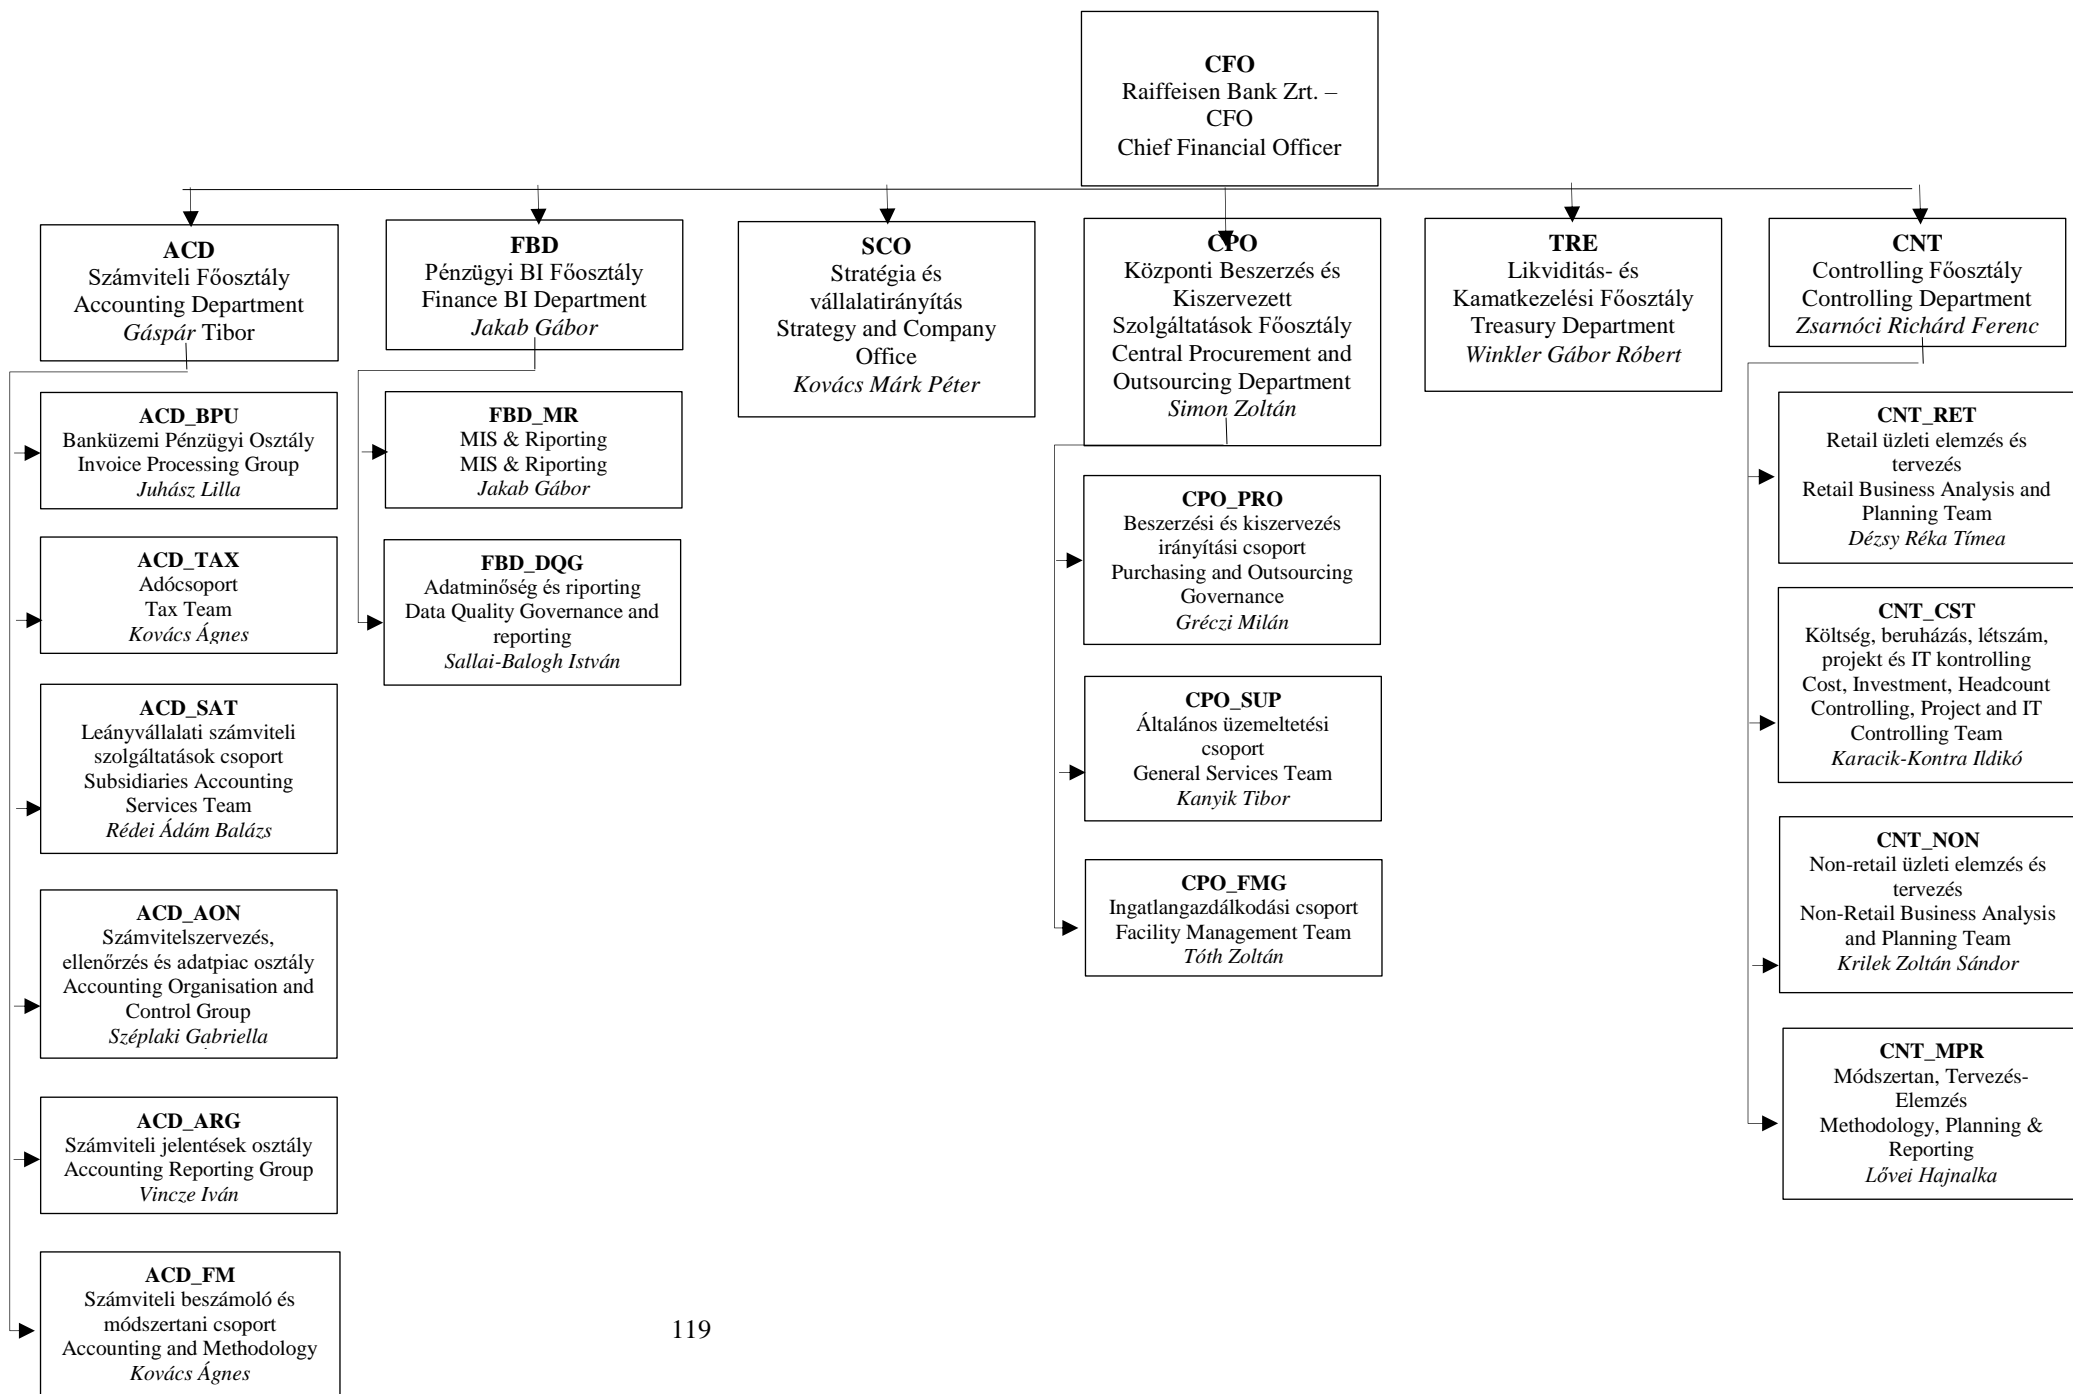 CFO
Raiffeisen Bank Zrt. –
CFO
Chief Financial Officer
ACD
Számviteli Főosztály
Accounting Department
Gáspár Tibor
FBD
Pénzügyi BI Főosztály
Finance BI Department
Jakab Gábor
SCO
Stratégia és
vállalatirányítás
Strategy and Company
Office
Kovács Márk Péter
CPO
Központi Beszerzés és
Kiszervezett
Szolgáltatások Főosztály
Central Procurement and
Outsourcing Department
Simon Zoltán
TRE
Likviditás- és
Kamatkezelési Főosztály
Treasury Department
Winkler Gábor Róbert
CNT
Controlling Főosztály
Controlling Department
Zsarnóci Richárd Ferenc
ACD_BPU
Banküzemi Pénzügyi Osztály
Invoice Processing Group
Juhász Lilla
ACD_TAX
Adócsoport
Tax Team
Kovács Ágnes
ACD_SAT
Leányvállalati számviteli
szolgáltatások csoport
Subsidiaries Accounting
Services Team
Rédei Ádám Balázs
ACD_AON
Számvitelszervezés,
ellenőrzés és adatpiac osztály
Accounting Organisation and
Control Group
Széplaki Gabriella
ACD_ARG
Számviteli jelentések osztály
Accounting Reporting Group
Vincze Iván
ACD_FM
Számviteli beszámoló és
módszertani csoport
Accounting and Methodology
Kovács Ágnes
FBD_MR
MIS & Riporting
MIS & Riporting
Jakab Gábor
FBD_DQG
Adatminőség és riporting
Data Quality Governance and
reporting
Sallai-Balogh István
CPO_PRO
Beszerzési és kiszervezés
irányítási csoport
Purchasing and Outsourcing
Governance
Gréczi Milán
CPO_SUP
Általános üzemeltetési
csoport
General Services Team
Kanyik Tibor
CPO_FMG
Ingatlangazdálkodási csoport
Facility Management Team
Tóth Zoltán
CNT_RET
Retail üzleti elemzés és
tervezés
Retail Business Analysis and
Planning Team
Dézsy Réka Tímea
CNT_CST
Költség, beruházás, létszám,
projekt és IT kontrolling
Cost, Investment, Headcount
Controlling, Project and IT
Controlling Team
Karacik-Kontra Ildikó
CNT_NON
Non-retail üzleti elemzés és
tervezés
Non-Retail Business Analysis
and Planning Team
Krilek Zoltán Sándor
CNT_MPR
Módszertan, Tervezés-
Elemzés
Methodology, Planning &
Reporting
Lővei Hajnalka
119